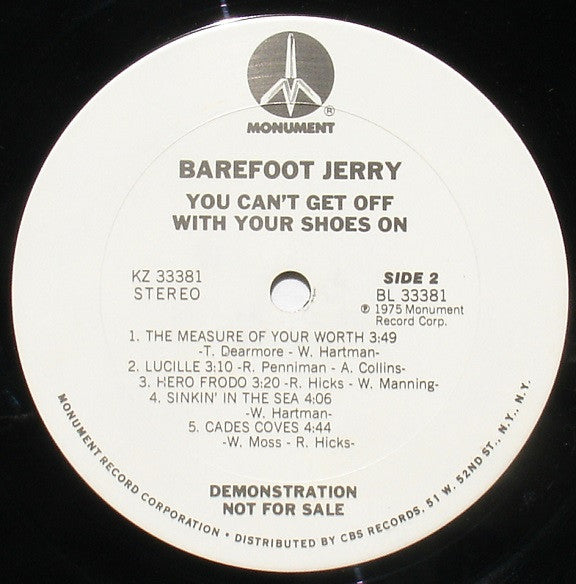 ®
MONUMENT
BAREFOOT JERRY
YOU CAN'T GET OFF
WITH YOUR SHOES ON
KZ 33381
STEREO
SIDE 2
BL 33381
℗ 1975 Monument
Record Corp.
1. THE MEASURE OF YOUR WORTH 3:49
-T. Dearmore - W. Hartman-
2. LUCILLE 3:10 -R. Penniman - A. Collins-
3. HERO FRODO 3:20 -R. Hicks - W. Manning-
4. SINKIN' IN THE SEA 4:06
-W. Hartman-
5. CADES COVES 4:44
-W. Moss - R. Hicks-
DEMONSTRATION
NOT FOR SALE
MONUMENT RECORD CORPORATION • DISTRIBUTED BY CBS RECORDS, 51 W. 52ND ST., N.Y., N.Y.